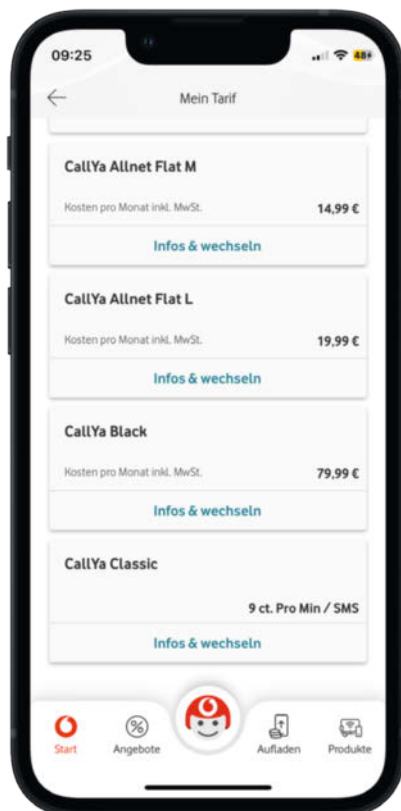 09:25
48
Mein Tarif
CallYa Allnet Flat M
Kosten pro Monat inkl. MwSt.
14,99 €
Infos & wechseln
CallYa Allnet Flat L
Kosten pro Monat inkl. MwSt.
19,99 €
Infos & wechseln
CallYa Black
Kosten pro Monat inkl. MwSt.
79,99 €
Infos & wechseln
CallYa Classic
9 ct. Pro Min / SMS
Infos & wechseln
Start
Angebote
Aufladen
Produkte